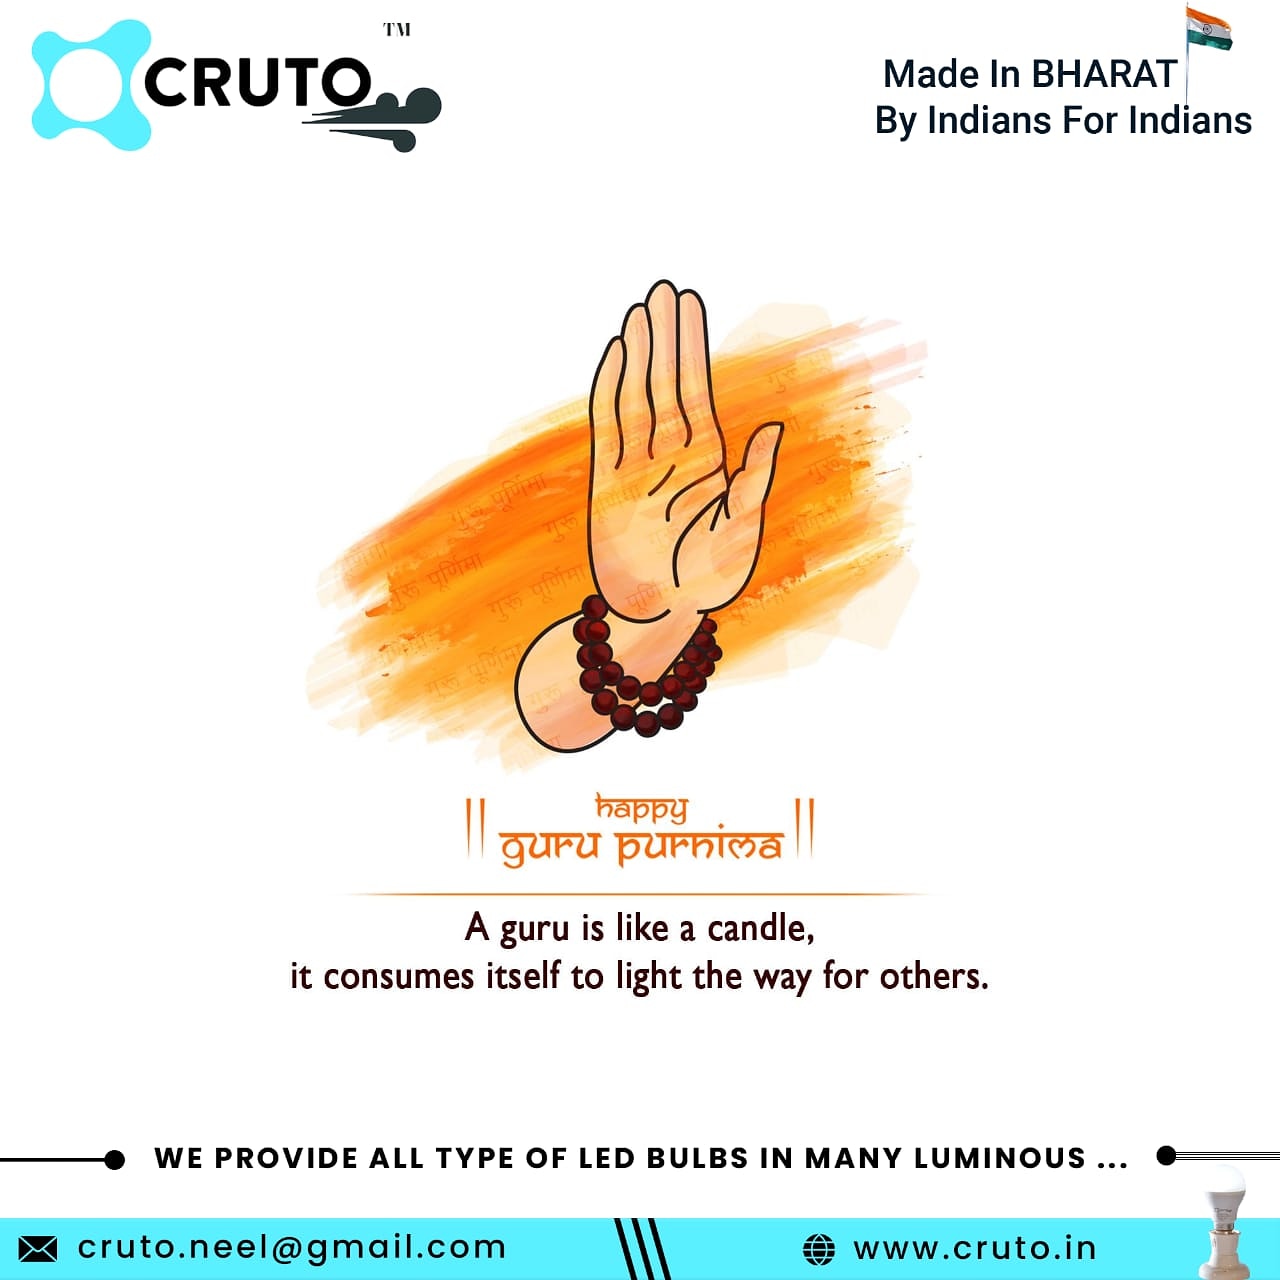 CRUTO
TM
Made In BHARAT
By Indians For Indians
गुरू पूर्णिमा
गुरू पूर्णिमा
गुरू पूर्णिमा
गुरू पूर्णिमा
|| happy
guru purnima ||
A guru is like a candle,
it consumes itself to light the way for others.
WE PROVIDE ALL TYPE OF LED BULBS IN MANY LUMINOUS ...
cruto.neel@gmail.com
www.cruto.in